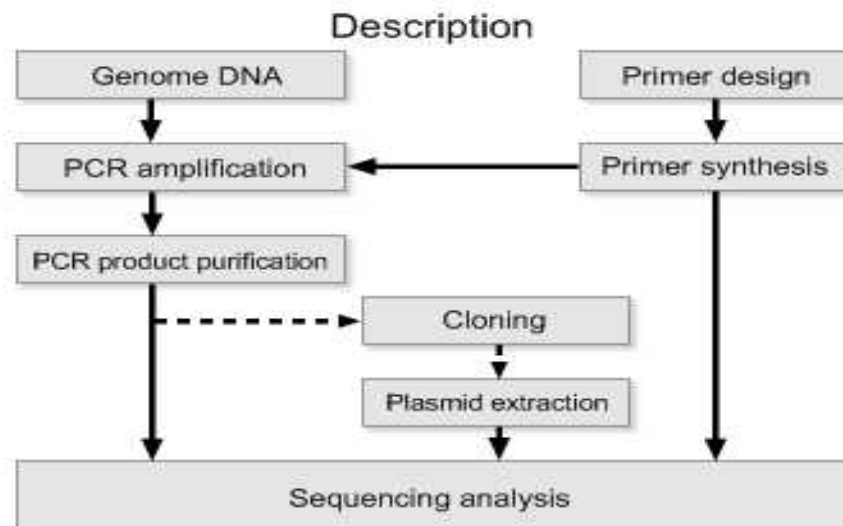 Description
Genome DNA
Primer design
PCR amplification
Primer synthesis
PCR product purification
Cloning
Plasmid extraction
Sequencing analysis